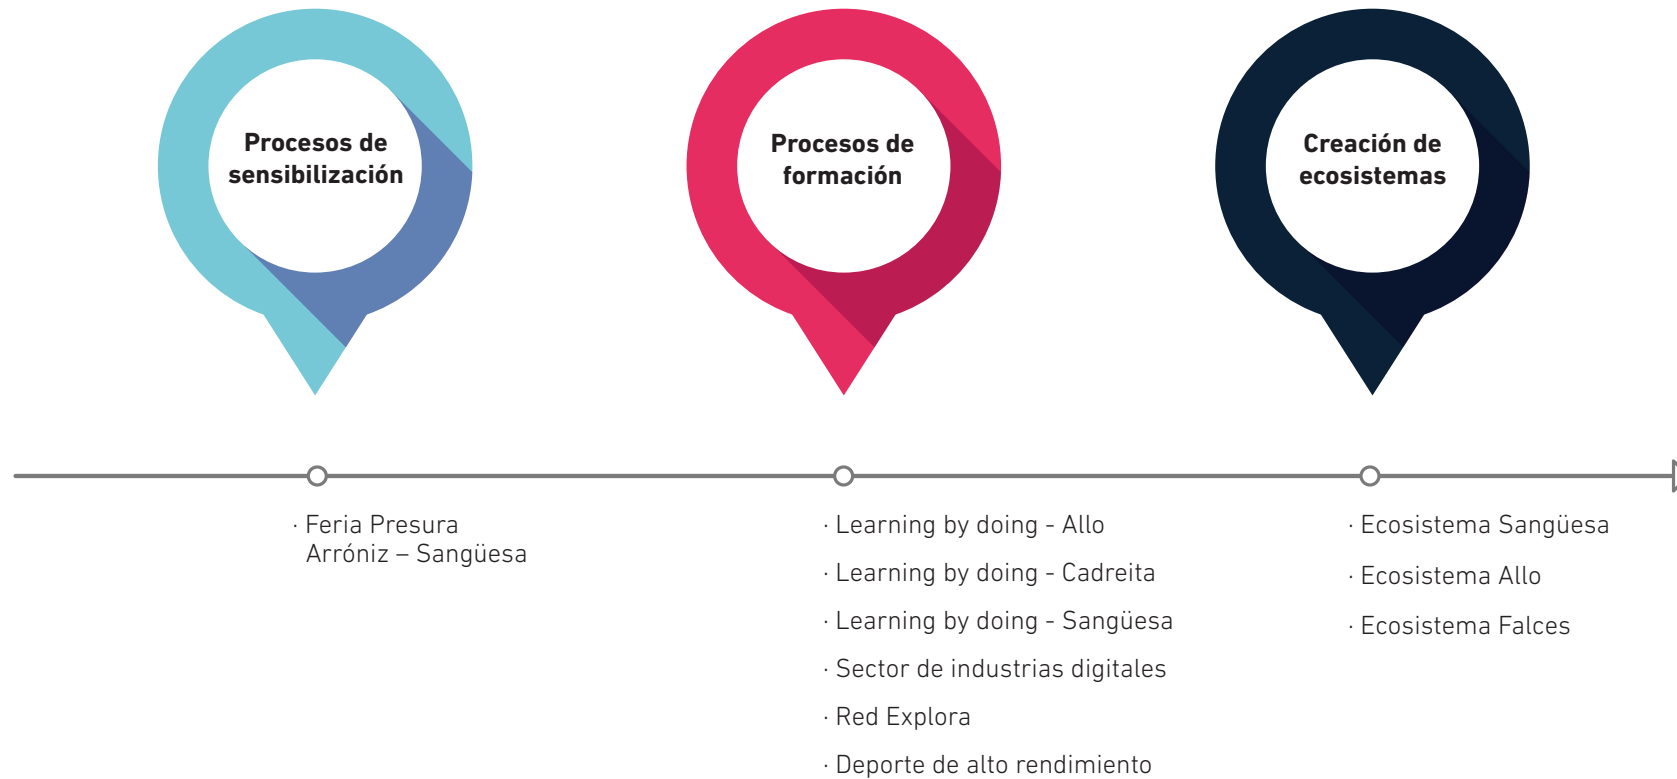 Procesos de
sensibilización
Procesos de
formación
Creación de
ecosistemas
· Feria Presura
Arróniz – Sangüesa
· Learning by doing - Allo
· Learning by doing - Cadreita
· Learning by doing - Sangüesa
· Sector de industrias digitales
· Red Explora
· Deporte de alto rendimiento
· Ecosistema Sangüesa
· Ecosistema Allo
· Ecosistema Falces